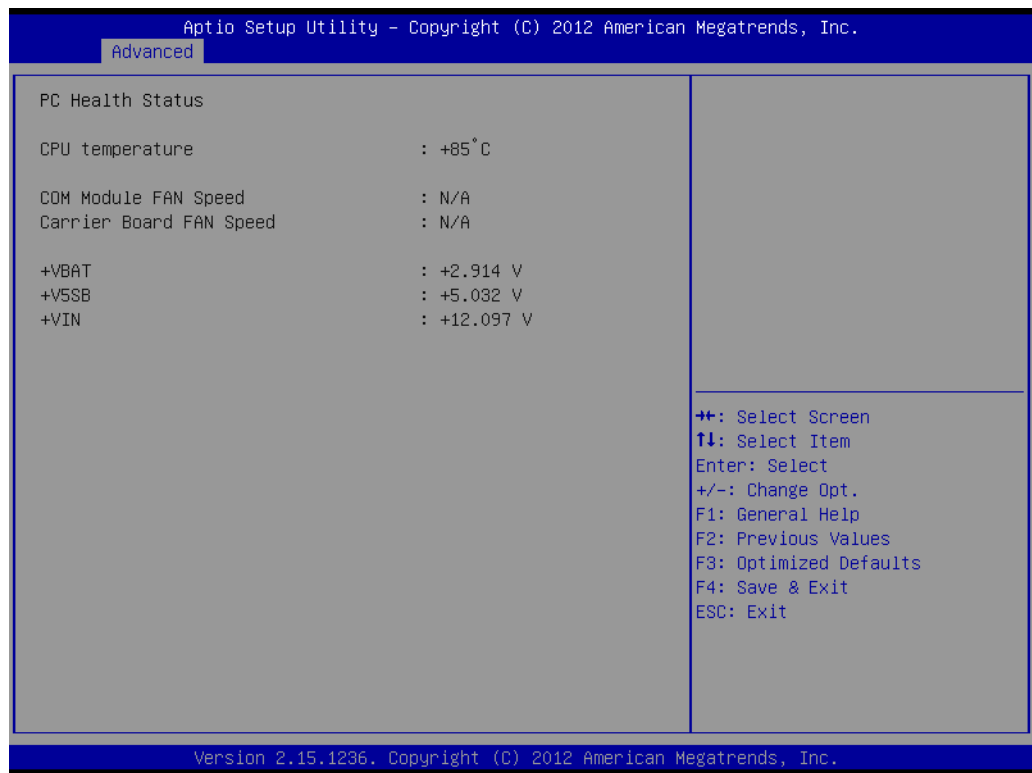 Aptio Setup Utility – Copyright (C) 2012 American Megatrends, Inc.
Advanced
PC Health Status
CPU temperature : +85°C
COM Module FAN Speed : N/A
Carrier Board FAN Speed : N/A
+VBAT : +2.914 V
+V5SB : +5.032 V
+VIN : +12.097 V
→←: Select Screen
↑↓: Select Item
Enter: Select
+/-: Change Opt.
F1: General Help
F2: Previous Values
F3: Optimized Defaults
F4: Save & Exit
ESC: Exit
Version 2.15.1236. Copyright (C) 2012 American Megatrends, Inc.